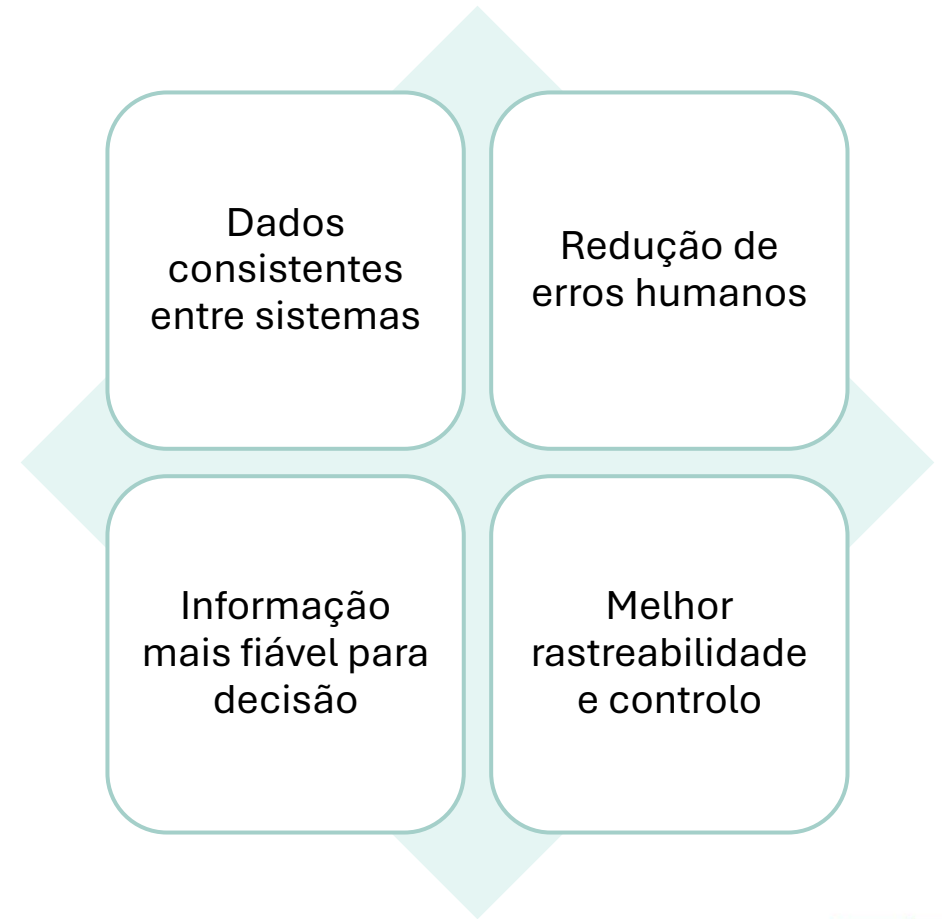 Dados
consistentes
entre sistemas
Redução de
erros humanos
Informação
mais fiável para
decisão
Melhor
rastreabilidade
e controlo